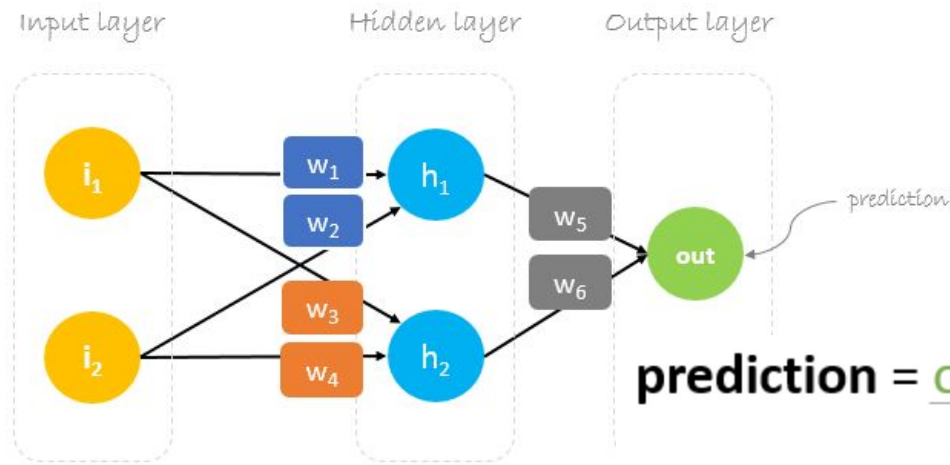 Input layer Hidden layer Output layer
i₁ w₁ h₁
w₂
w₅
prediction
out
w₆
w₃
i₂ w₄ h₂
prediction =